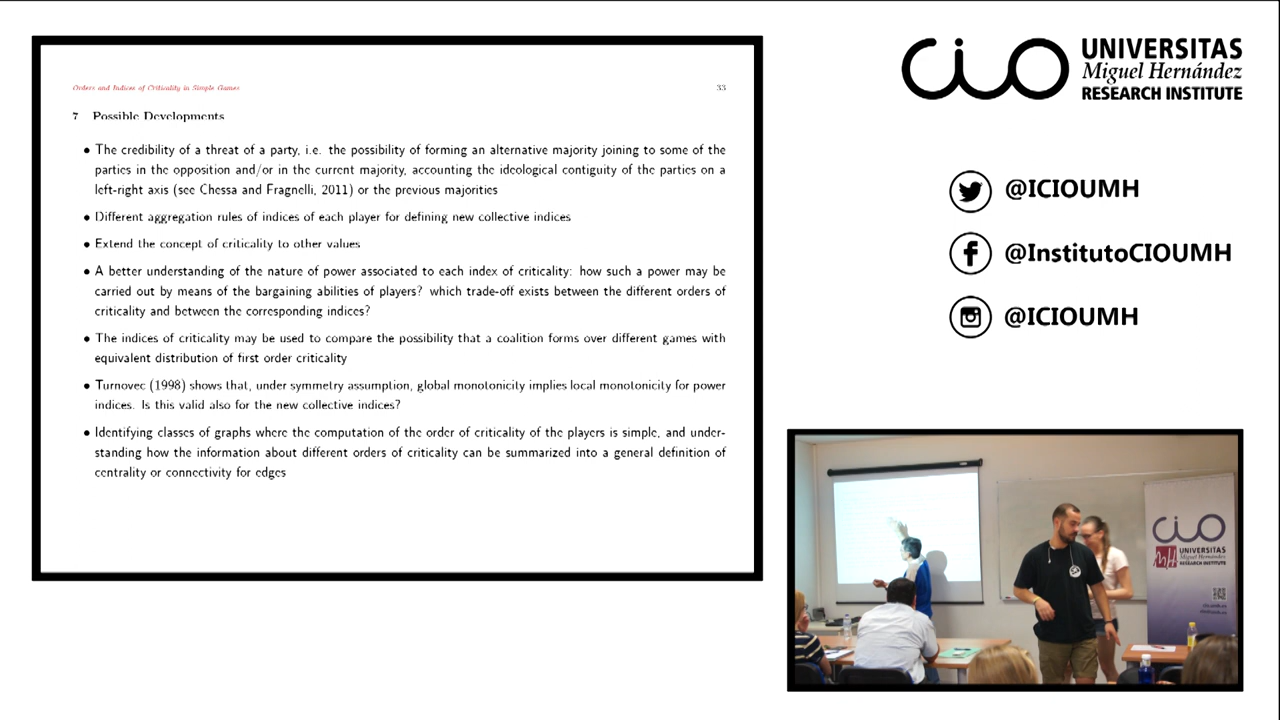 Orders and Indices of Criticality in Simple Games 33
7 Possible Developments
• The credibility of a threat of a party, i.e. the possibility of forming an alternative majority joining to some of the
parties in the opposition and/or in the current majority, accounting the ideological contiguity of the parties on a
left-right axis (see Chessa and Fragnelli, 2011) or the previous majorities
• Different aggregation rules of indices of each player for defining new collective indices
• Extend the concept of criticality to other values
• A better understanding of the nature of power associated to each index of criticality: how such a power may be
carried out by means of the bargaining abilities of players? which trade-off exists between the different orders of
criticality and between the corresponding indices?
• The indices of criticality may be used to compare the possibility that a coalition forms over different games with
equivalent distribution of first order criticality
• Turnovec (1998) shows that, under symmetry assumption, global monotonicity implies local monotonicity for power
indices. Is this valid also for the new collective indices?
• Identifying classes of graphs where the computation of the order of criticality of the players is simple, and under-
standing how the information about different orders of criticality can be summarized into a general definition of
centrality or connectivity for edges
cio UNIVERSITAS
Miguel Hernández
RESEARCH INSTITUTE
@ICIOUMH
@InstitutoCIOUMH
@ICIOUMH
cio
UNIVERSITAS
Miguel Hernández
RESEARCH INSTITUTE